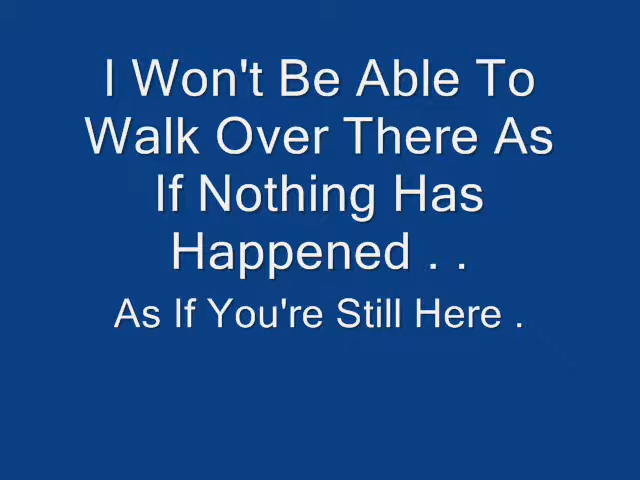 I Won't Be Able To
Walk Over There As
If Nothing Has
Happened . .
As If You're Still Here .